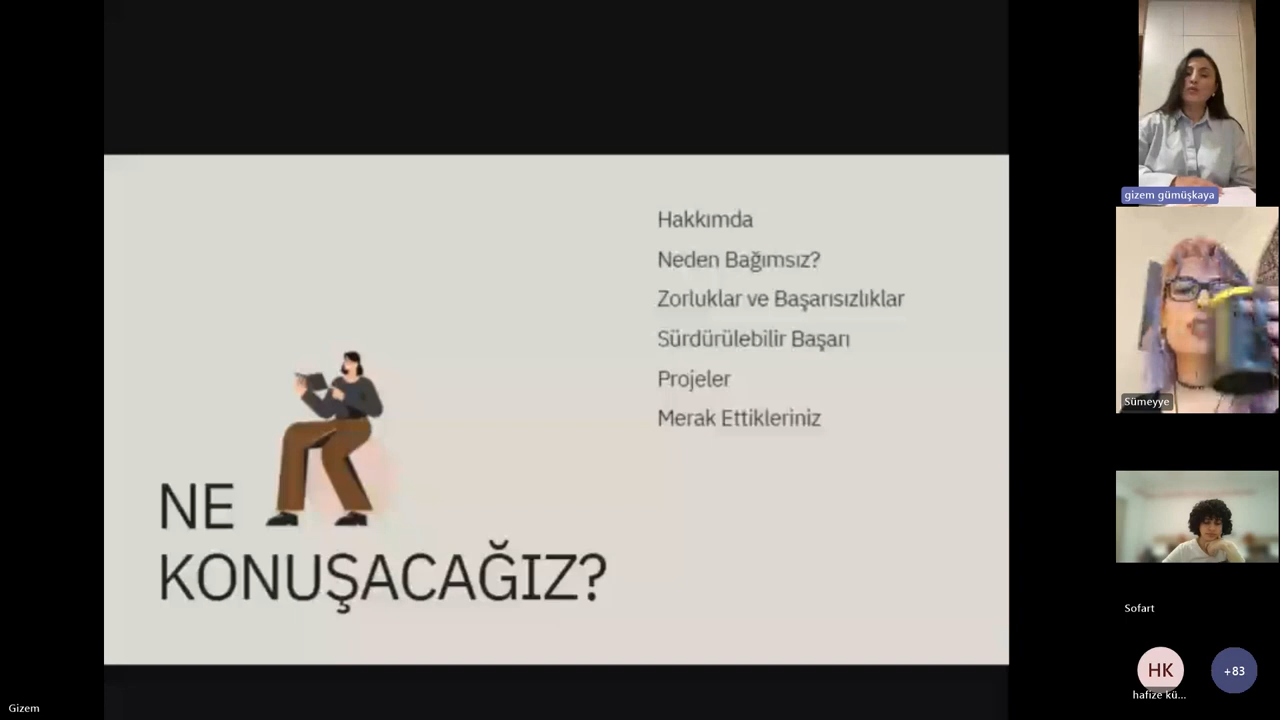 Hakkımda
Neden Bağımsız?
Zorluklar ve Başarısızlıklar
Sürdürülebilir Başarı
Projeler
Merak Ettikleriniz
NE
KONUŞACAĞIZ?
gizem gümüşkaya
Sümeyye
Sofart
HK
hafize kü...
+83
Gizem